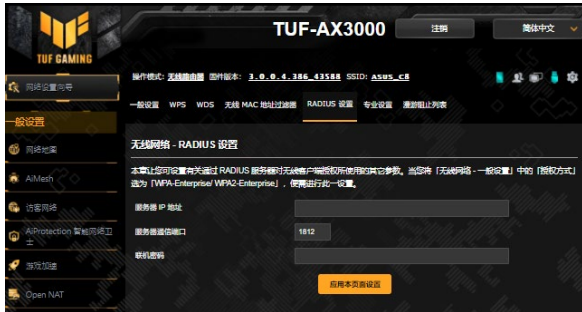 TUF GAMING
TUF-AX3000
注销
简体中文
操作模式: 无线路由器 固件版本: 3.0.0.4.386_43588 SSID: ASUS_C8
一般设置 WPS WDS 无线 MAC 地址过滤器 RADIUS 设置 专业设置 漫游阻止列表
网络设置向导
一般设置
网络地图
AiMesh
访客网络
AiProtection 智能网络卫士
游戏加速
Open NAT
无线网络 - RADIUS 设置
本章让您可设置有关通过 RADIUS 服务器对无线客户端授权所使用的其它参数。当您将「无线网络 - 一般设置」中的「授权方式」
选为「WPA-Enterprise/ WPA2-Enterprise」,便需进行此一设置。
服务器 IP 地址
服务器通信端口 1812
联机密码
应用本页面设置